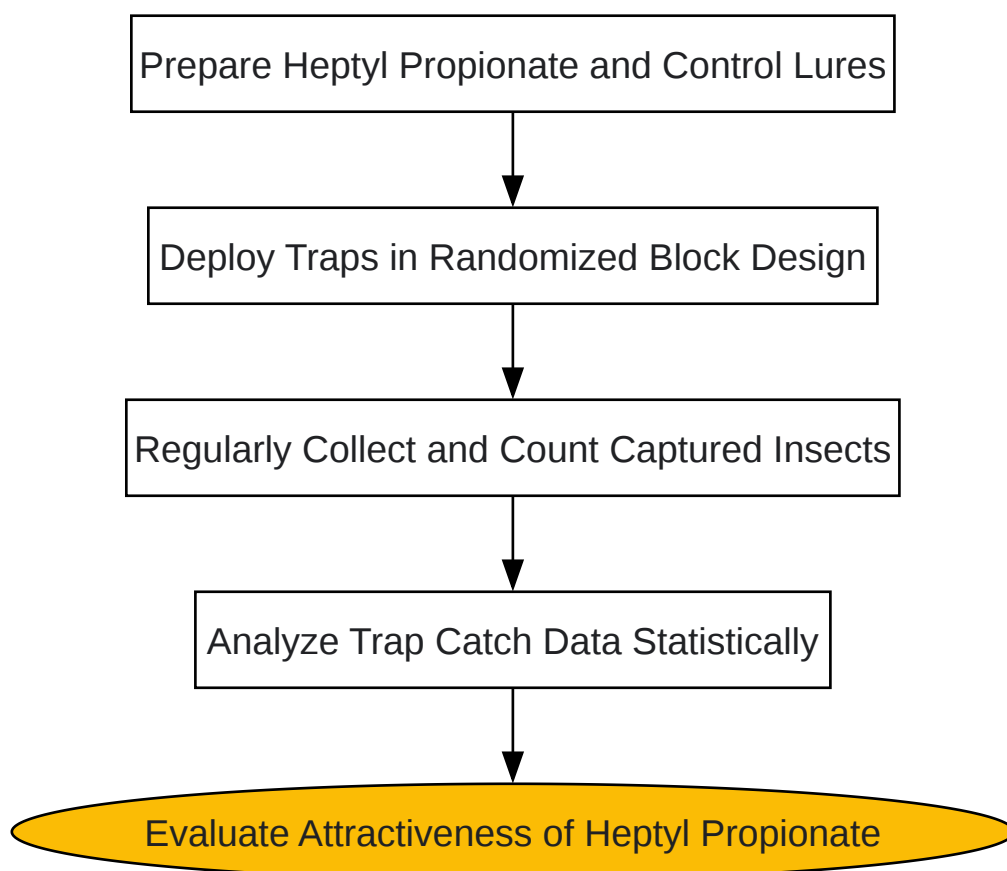 Prepare Heptyl Propionate and Control Lures
Deploy Traps in Randomized Block Design
Regularly Collect and Count Captured Insects
Analyze Trap Catch Data Statistically
Evaluate Attractiveness of Heptyl Propionate